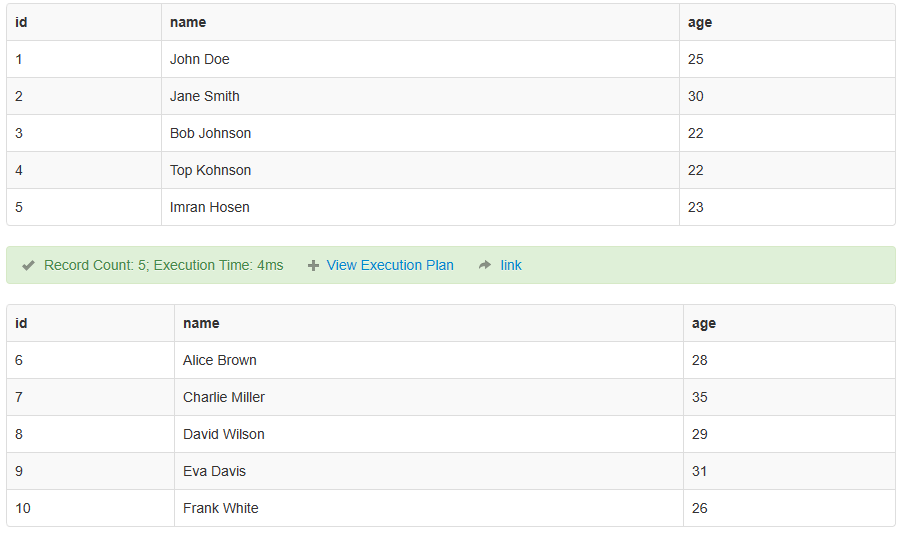 id name age
1 John Doe 25
2 Jane Smith 30
3 Bob Johnson 22
4 Top Kohnson 22
5 Imran Hosen 23
Record Count: 5; Execution Time: 4ms View Execution Plan link
id name age
6 Alice Brown 28
7 Charlie Miller 35
8 David Wilson 29
9 Eva Davis 31
10 Frank White 26